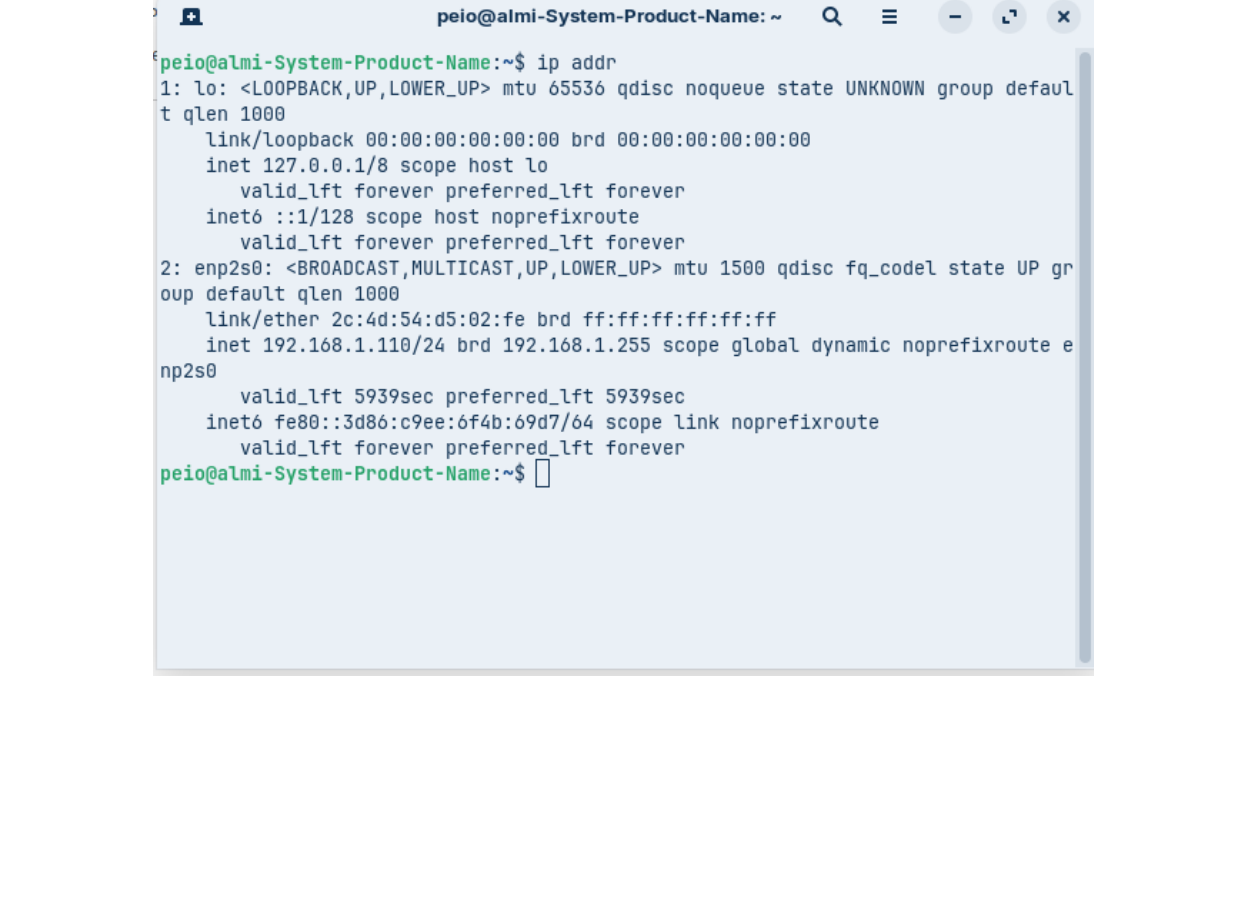 peio@almi-System-Product-Name: ~
peio@almi-System-Product-Name:~$ ip addr
1: lo: <LOOPBACK,UP,LOWER_UP> mtu 65536 qdisc noqueue state UNKNOWN group defaul
t qlen 1000
    link/loopback 00:00:00:00:00:00 brd 00:00:00:00:00:00
    inet 127.0.0.1/8 scope host lo
       valid_lft forever preferred_lft forever
    inet6 ::1/128 scope host noprefixroute
       valid_lft forever preferred_lft forever
2: enp2s0: <BROADCAST,MULTICAST,UP,LOWER_UP> mtu 1500 qdisc fq_codel state UP gr
oup default qlen 1000
    link/ether 2c:4d:54:d5:02:fe brd ff:ff:ff:ff:ff:ff
    inet 192.168.1.110/24 brd 192.168.1.255 scope global dynamic noprefixroute e
np2s0
       valid_lft 5939sec preferred_lft 5939sec
    inet6 fe80::3d86:c9ee:6f4b:69d7/64 scope link noprefixroute
       valid_lft forever preferred_lft forever
peio@almi-System-Product-Name:~$